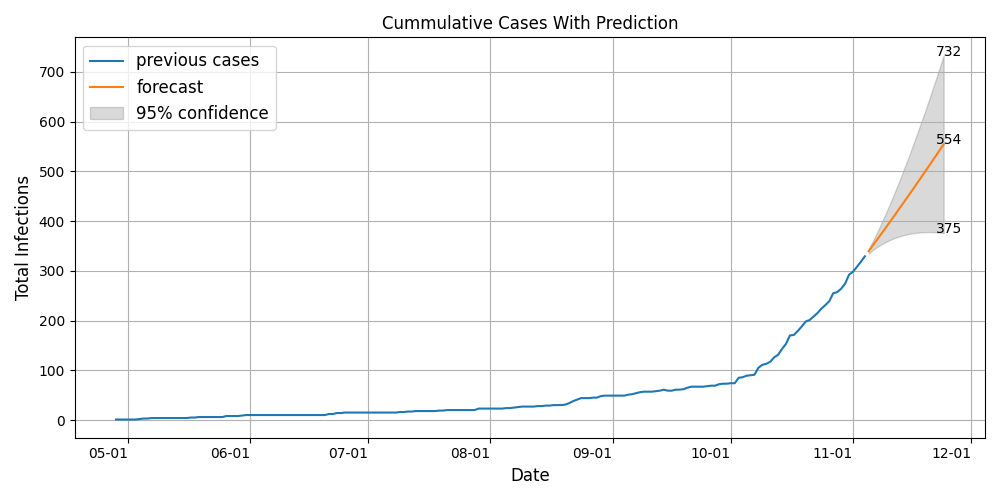 Cummulative Cases With Prediction
previous cases
forecast
95% confidence
732
554
375
Total Infections
700
600
500
400
300
200
100
0
05-01 06-01 07-01 08-01 09-01 10-01 11-01 12-01
Date